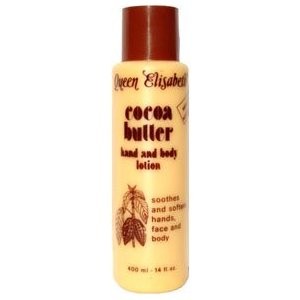 Queen Elisabeth
cocoa
butter
hand and body
lotion
soothes
and softens
hands,
face and
body
400 ml - 14 fl oz.